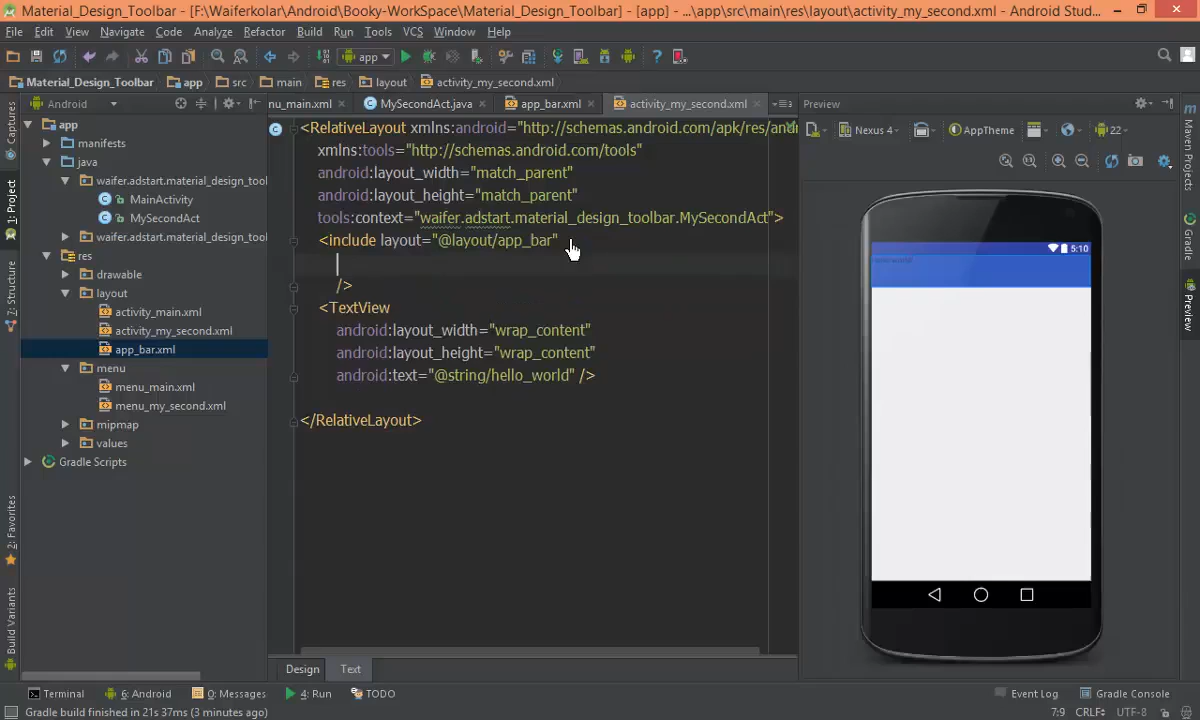 Material_Design_Toolbar - [F:\Waiferkolar\Android\Booky-WorkSpace\Material_Design_Toolbar] - [app] - ...\app\src\main\res\layout\activity_my_second.xml - Android Stud...
File Edit View Navigate Code Analyze Refactor Build Run Tools VCS Window Help
app
Material_Design_Toolbar app src main res layout activity_my_second.xml
Android
nu_main.xml MySecondAct.java app_bar.xml activity_my_second.xml
Preview
Nexus 4 AppTheme 22
Captures
1: Project
7: Structure
2: Favorites
Build Variants
app
manifests
java
waifer.adstart.material_design_tool
MainActivity
MySecondAct
waifer.adstart.material_design_tool
res
drawable
layout
activity_main.xml
activity_my_second.xml
app_bar.xml
menu
menu_main.xml
menu_my_second.xml
mipmap
values
Gradle Scripts
<RelativeLayout xmlns:android="http://schemas.android.com/apk/res/andr
xmlns:tools="http://schemas.android.com/tools"
android:layout_width="match_parent"
android:layout_height="match_parent"
tools:context="waifer.adstart.material_design_toolbar.MySecondAct">
<include layout="@layout/app_bar"
/>
<TextView
android:layout_width="wrap_content"
android:layout_height="wrap_content"
android:text="@string/hello_world" />
</RelativeLayout>
Design Text
5:10
Maven Projects
Gradle
Preview
Terminal 6: Android 0: Messages 4: Run TODO Event Log Gradle Console
Gradle build finished in 21s 37ms (3 minutes ago) 7:9 CRLF UTF-8